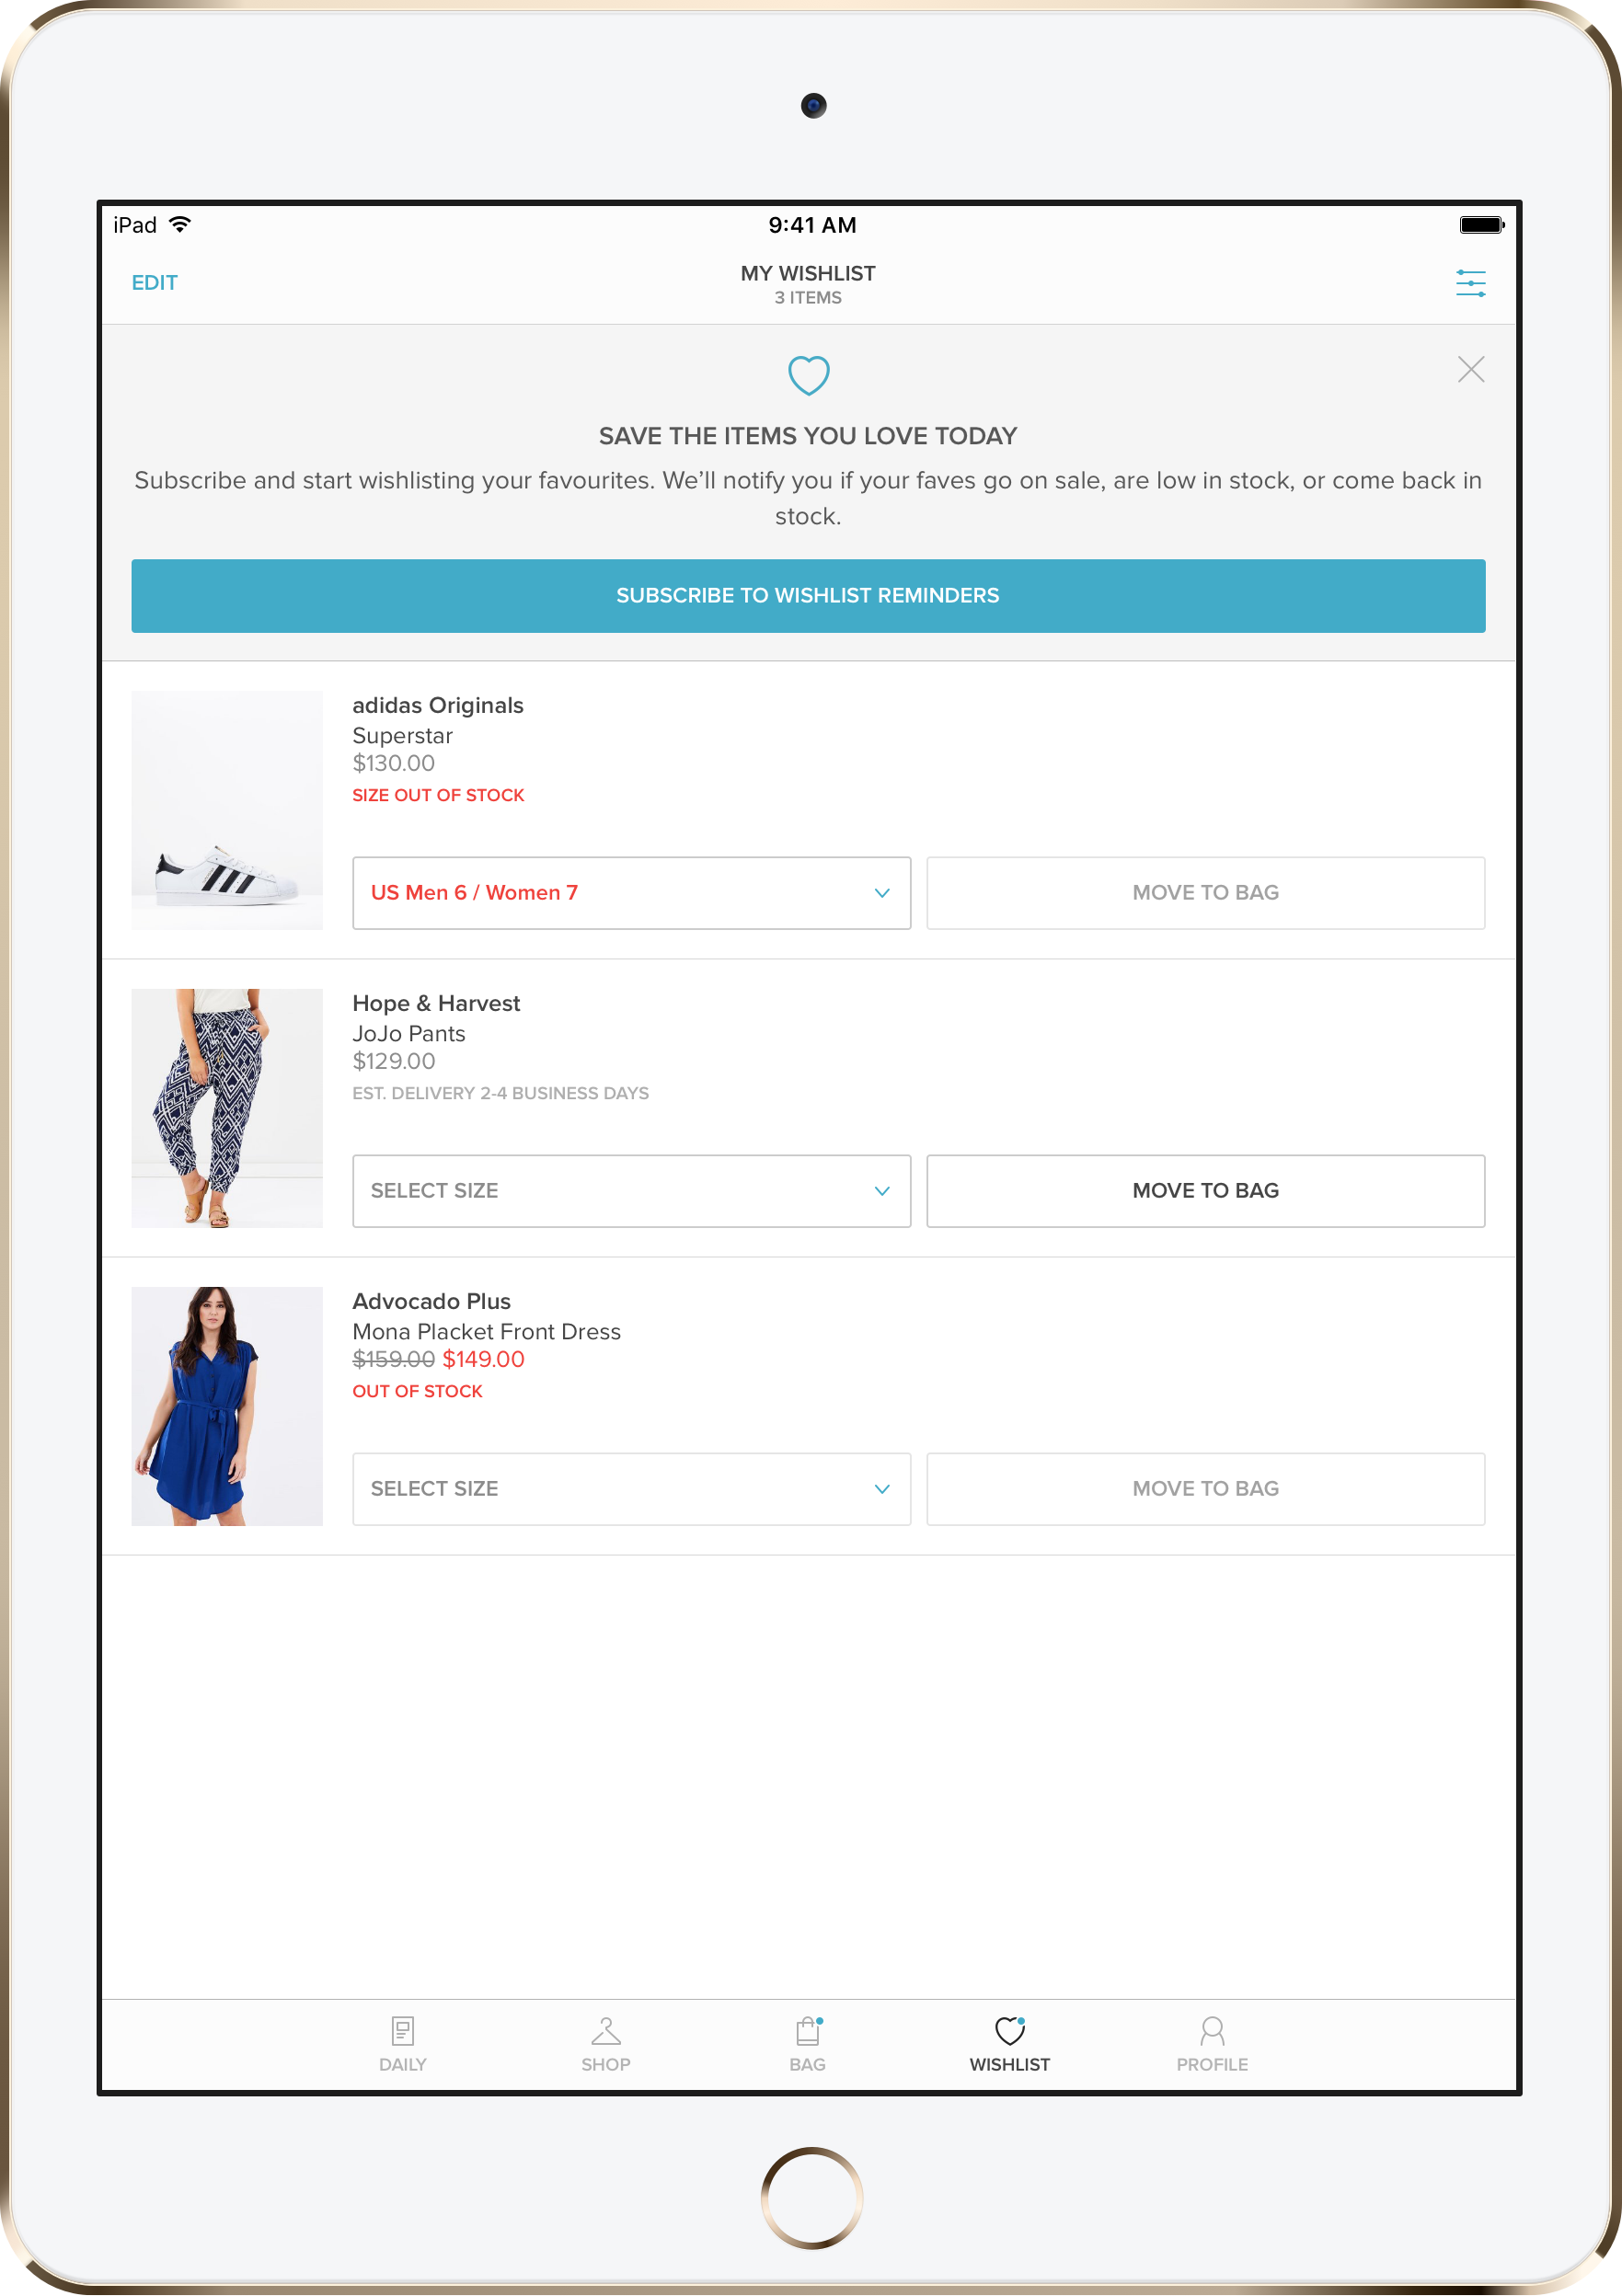 iPad
9:41 AM
EDIT
MY WISHLIST
3 ITEMS
SAVE THE ITEMS YOU LOVE TODAY
Subscribe and start wishlisting your favourites. We’ll notify you if your faves go on sale, are low in stock, or come back in
stock.
SUBSCRIBE TO WISHLIST REMINDERS
adidas Originals
Superstar
$130.00
SIZE OUT OF STOCK
US Men 6 / Women 7
MOVE TO BAG
Hope & Harvest
JoJo Pants
$129.00
EST. DELIVERY 2-4 BUSINESS DAYS
SELECT SIZE
MOVE TO BAG
Advocado Plus
Mona Placket Front Dress
$159.00 $149.00
OUT OF STOCK
SELECT SIZE
MOVE TO BAG
DAILY
SHOP
BAG
WISHLIST
PROFILE